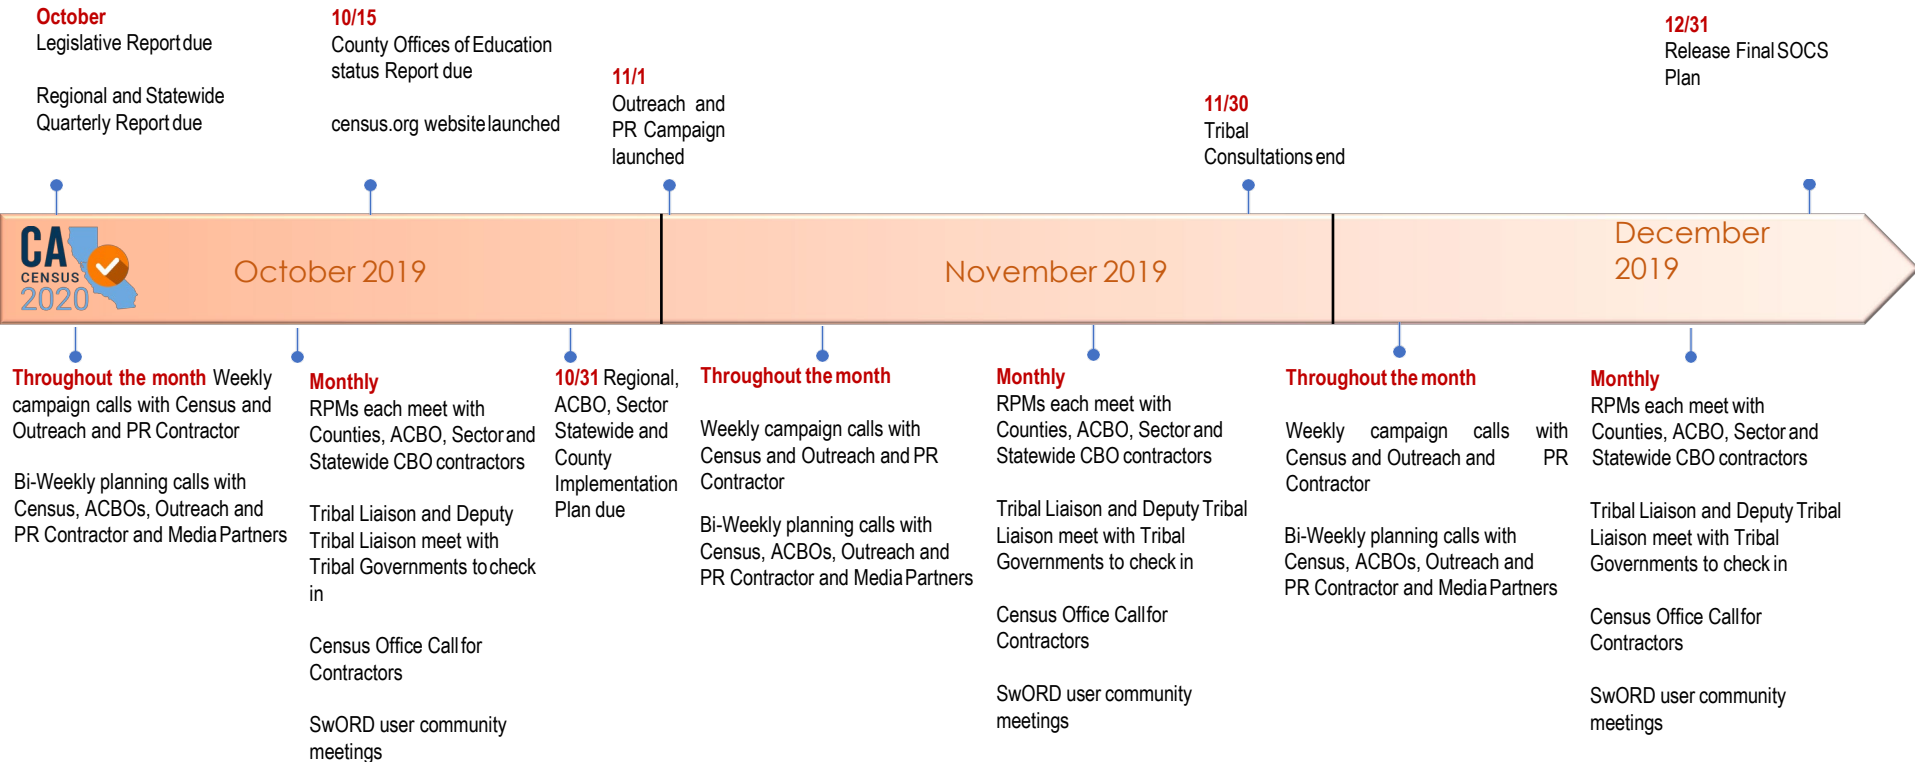 October
Legislative Report due
Regional and Statewide
Quarterly Report due
10/15
County Offices of Education
status Report due
census.org website launched
11/1
Outreach and
PR Campaign
launched
11/30
Tribal
Consultations end
12/31
Release Final SOCS
Plan
CA
CENSUS
2020
October 2019
November 2019
December
2019
Throughout the month Weekly
campaign calls with Census and
Outreach and PR Contractor
Bi-Weekly planning calls with
Census, ACBOs, Outreach and
PR Contractor and Media Partners
Monthly
RPMs each meet with
Counties, ACBO, Sector and
Statewide CBO contractors
Tribal Liaison and Deputy
Tribal Liaison meet with
Tribal Governments to check
in
Census Office Call for
Contractors
SwORD user community
meetings
10/31 Regional,
ACBO, Sector
Statewide and
County
Implementation
Plan due
Throughout the month
Weekly campaign calls with
Census and Outreach and PR
Contractor
Bi-Weekly planning calls with
Census, ACBOs, Outreach and
PR Contractor and Media Partners
Monthly
RPMs each meet with
Counties, ACBO, Sector and
Statewide CBO contractors
Tribal Liaison and Deputy Tribal
Liaison meet with Tribal
Governments to check in
Census Office Call for
Contractors
SwORD user community
meetings
Throughout the month
Weekly campaign calls with
Census and Outreach and PR
Contractor
Bi-Weekly planning calls with
Census, ACBOs, Outreach and
PR Contractor and Media Partners
Monthly
RPMs each meet with
Counties, ACBO, Sector and
Statewide CBO contractors
Tribal Liaison and Deputy Tribal
Liaison meet with Tribal
Governments to check in
Census Office Call for
Contractors
SwORD user community
meetings